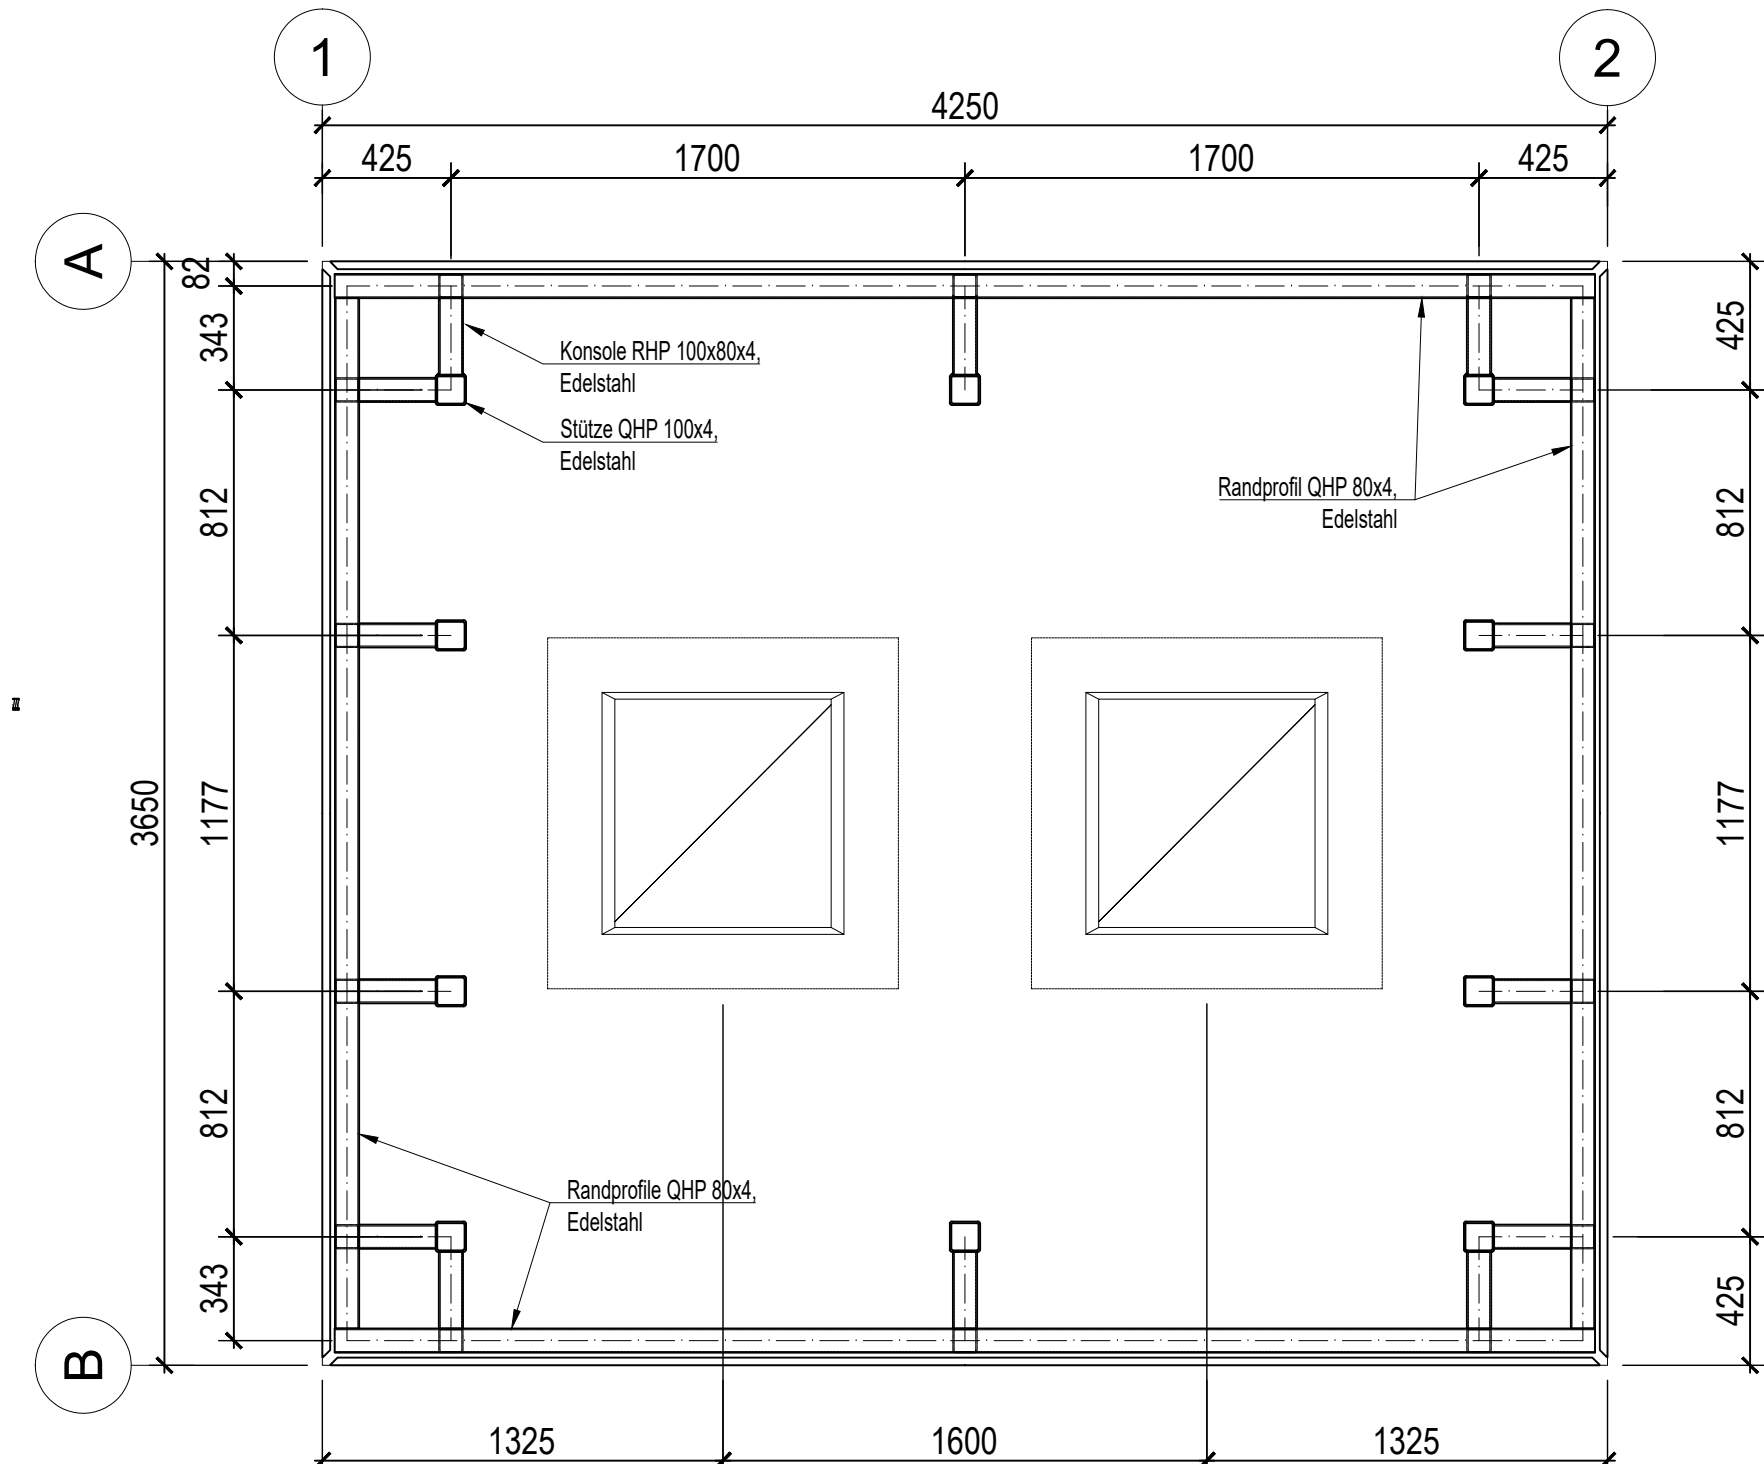 1
2
4250
425
1700
1700
425
A
82
343
425
Konsole RHP 100x80x4,
Edelstahl
Stütze QHP 100x4,
Edelstahl
Randprofil QHP 80x4,
Edelstahl
812
812
3650
1177
1177
812
812
Randprofile QHP 80x4,
Edelstahl
343
425
B
1325
1600
1325